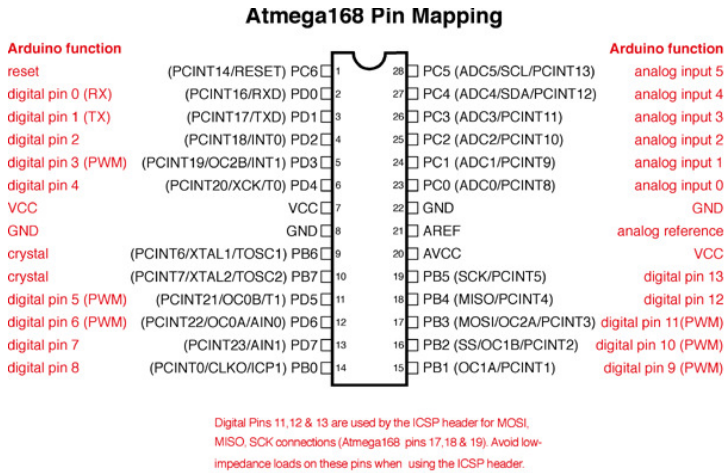 Atmega168 Pin Mapping
Arduino function Arduino function
reset (PCINT14/RESET) PC6 1 28 PC5 (ADC5/SCL/PCINT13) analog input 5
digital pin 0 (RX) (PCINT16/RXD) PD0 2 27 PC4 (ADC4/SDA/PCINT12) analog input 4
digital pin 1 (TX) (PCINT17/TXD) PD1 3 26 PC3 (ADC3/PCINT11) analog input 3
digital pin 2 (PCINT18/INT0) PD2 4 25 PC2 (ADC2/PCINT10) analog input 2
digital pin 3 (PWM) (PCINT19/OC2B/INT1) PD3 5 24 PC1 (ADC1/PCINT9) analog input 1
digital pin 4 (PCINT20/XCK/T0) PD4 6 23 PC0 (ADC0/PCINT8) analog input 0
VCC VCC 7 22 GND GND
GND GND 8 21 AREF analog reference
crystal (PCINT6/XTAL1/TOSC1) PB6 9 20 AVCC VCC
crystal (PCINT7/XTAL2/TOSC2) PB7 10 19 PB5 (SCK/PCINT5) digital pin 13
digital pin 5 (PWM) (PCINT21/OC0B/T1) PD5 11 18 PB4 (MISO/PCINT4) digital pin 12
digital pin 6 (PWM) (PCINT22/OC0A/AIN0) PD6 12 17 PB3 (MOSI/OC2A/PCINT3) digital pin 11(PWM)
digital pin 7 (PCINT23/AIN1) PD7 13 16 PB2 (SS/OC1B/PCINT2) digital pin 10 (PWM)
digital pin 8 (PCINT0/CLKO/ICP1) PB0 14 15 PB1 (OC1A/PCINT1) digital pin 9 (PWM)
Digital Pins 11,12 & 13 are used by the ICSP header for MOSI,
MISO, SCK connections (Atmega168 pins 17,18 & 19). Avoid low-
impedance loads on these pins when using the ICSP header.